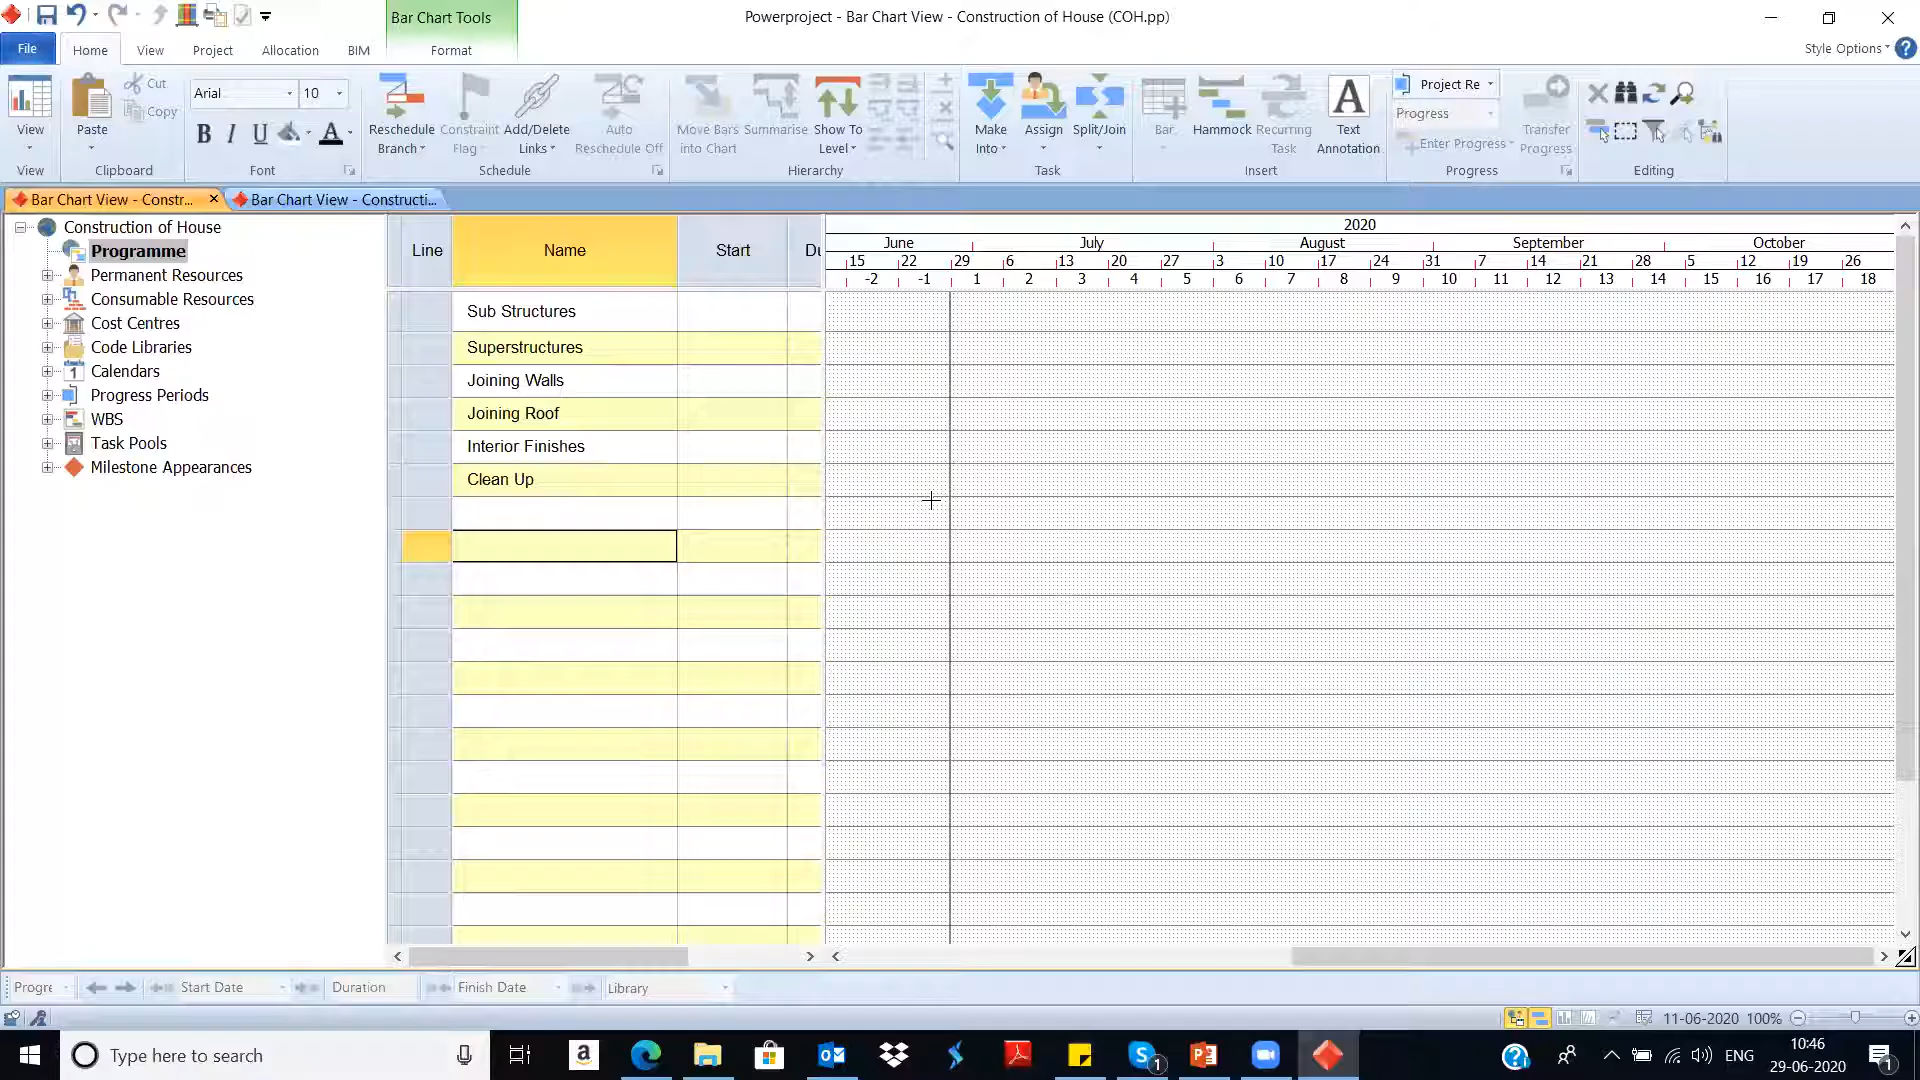 Bar Chart Tools
Powerproject - Bar Chart View - Construction of House (COH.pp)
File
Home
View
Project
Allocation
BIM
Format
Style Options
View
Paste
Cut
Copy
Arial
10
B I U A
Reschedule Branch
Constraint Flag
Add/Delete Links
Auto Reschedule Off
Move Bars into Chart
Summarise
Show To Level
Make Into
Assign
Split/Join
Bar
Hammock
Recurring Task
Text Annotation
Project Re
Progress
Enter Progress
Transfer Progress
View
Clipboard
Font
Schedule
Hierarchy
Task
Insert
Progress
Editing
Bar Chart View - Constr...
Bar Chart View - Constructi...
Construction of House
Programme
Permanent Resources
Consumable Resources
Cost Centres
Code Libraries
Calendars
Progress Periods
WBS
Task Pools
Milestone Appearances
Line
Name
Start
Du
Sub Structures
Superstructures
Joining Walls
Joining Roof
Interior Finishes
Clean Up
2020
June July August September October
15 22 29 6 13 20 27 3 10 17 24 31 7 14 21 28 5 12 19 26
-2 -1 1 2 3 4 5 6 7 8 9 10 11 12 13 14 15 16 17 18
Progre
Start Date
Duration
Finish Date
Library
11-06-2020 100%
Type here to search
ENG
10:46
29-06-2020
1
1